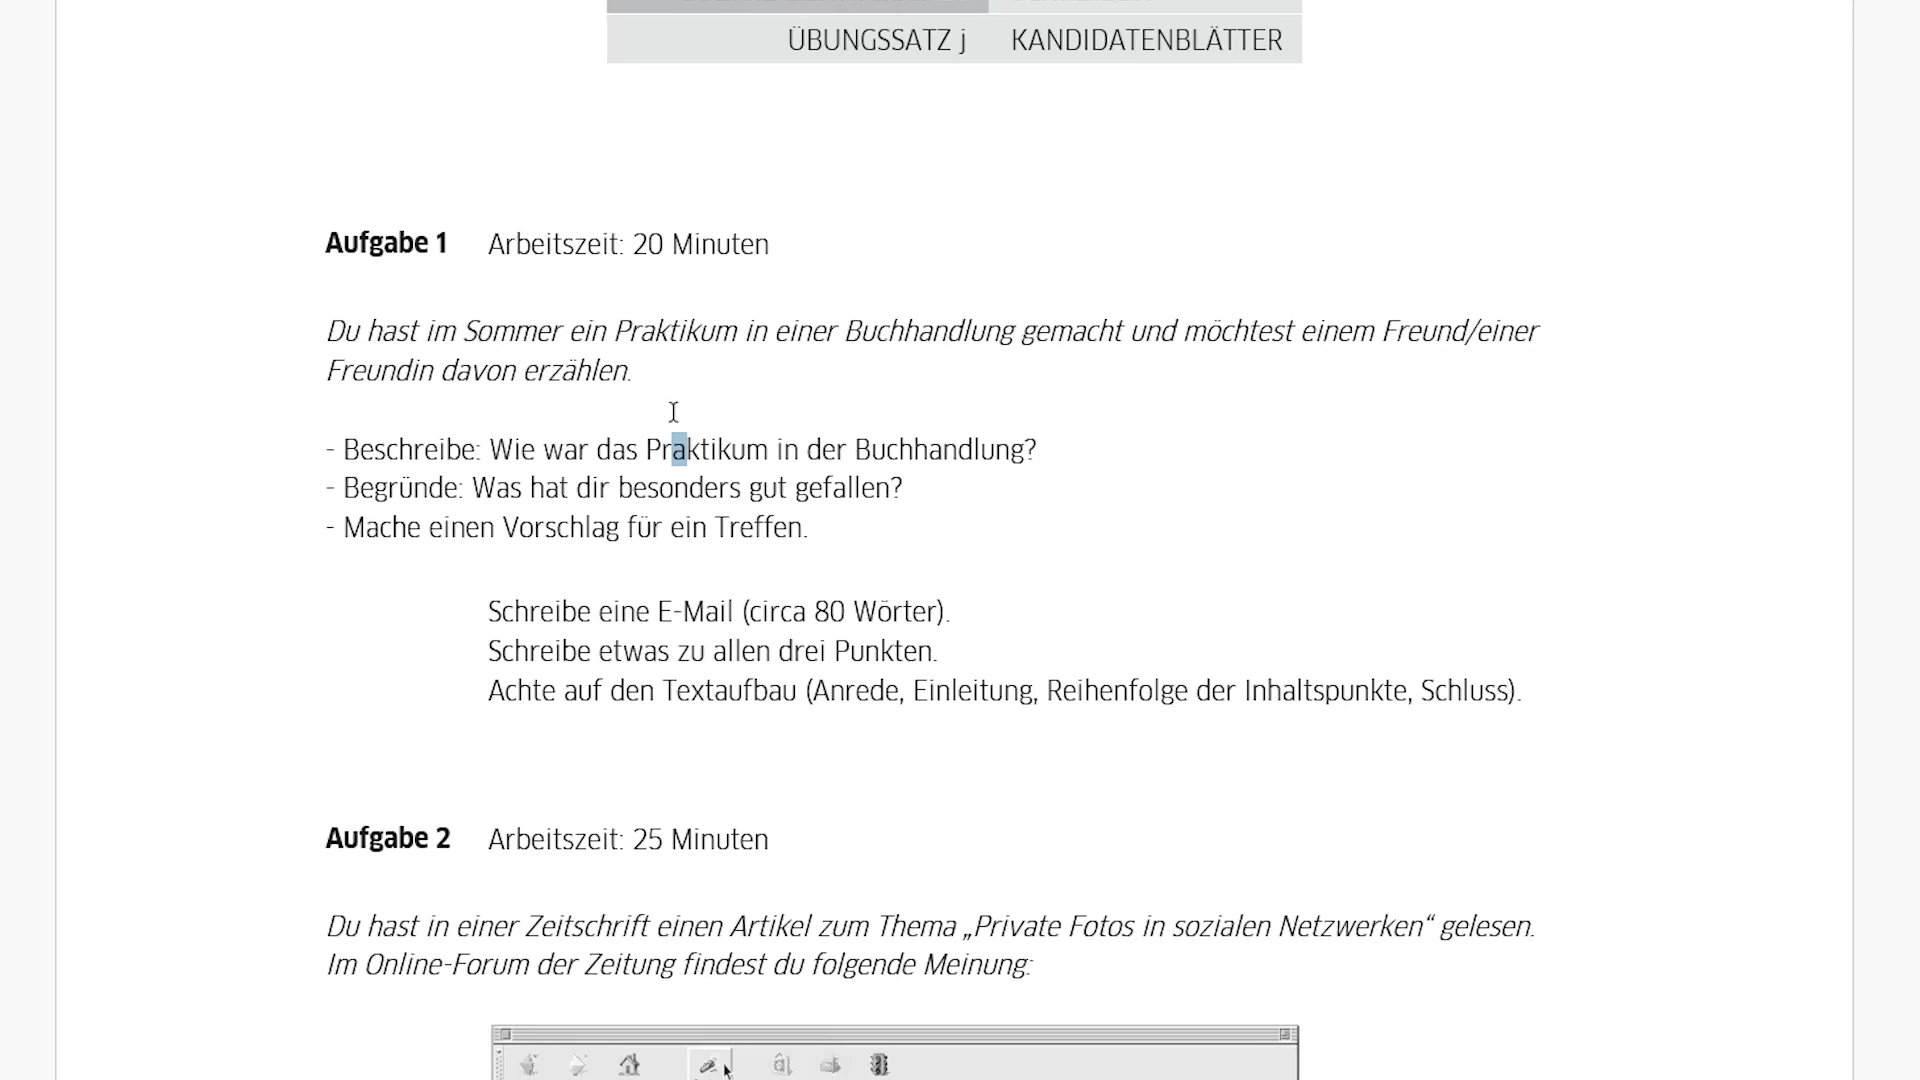 ÜBUNGSSATZ j KANDIDATENBLÄTTER
Aufgabe 1 Arbeitszeit: 20 Minuten
Du hast im Sommer ein Praktikum in einer Buchhandlung gemacht und möchtest einem Freund/einer
Freundin davon erzählen.
- Beschreibe: Wie war das Praktikum in der Buchhandlung?
- Begründe: Was hat dir besonders gut gefallen?
- Mache einen Vorschlag für ein Treffen.
Schreibe eine E-Mail (circa 80 Wörter).
Schreibe etwas zu allen drei Punkten.
Achte auf den Textaufbau (Anrede, Einleitung, Reihenfolge der Inhaltspunkte, Schluss).
Aufgabe 2 Arbeitszeit: 25 Minuten
Du hast in einer Zeitschrift einen Artikel zum Thema „Private Fotos in sozialen Netzwerken“ gelesen.
Im Online-Forum der Zeitung findest du folgende Meinung: